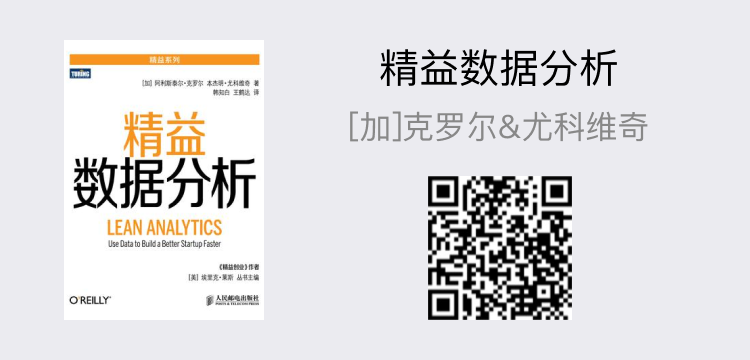 精益系列
TURING
[加] 阿利斯泰尔·克罗尔 本杰明·尤科维奇 著
韩知白 王鹤达 译
精益
数据分析
LEAN ANALYTICS
Use Data to Build a Better Startup Faster
《精益创业》作者
[美] 埃里克·莱斯 丛书主编
O'REILLY®
人民邮电出版社
POSTS & TELECOM PRESS
精益数据分析
[加]克罗尔&尤科维奇